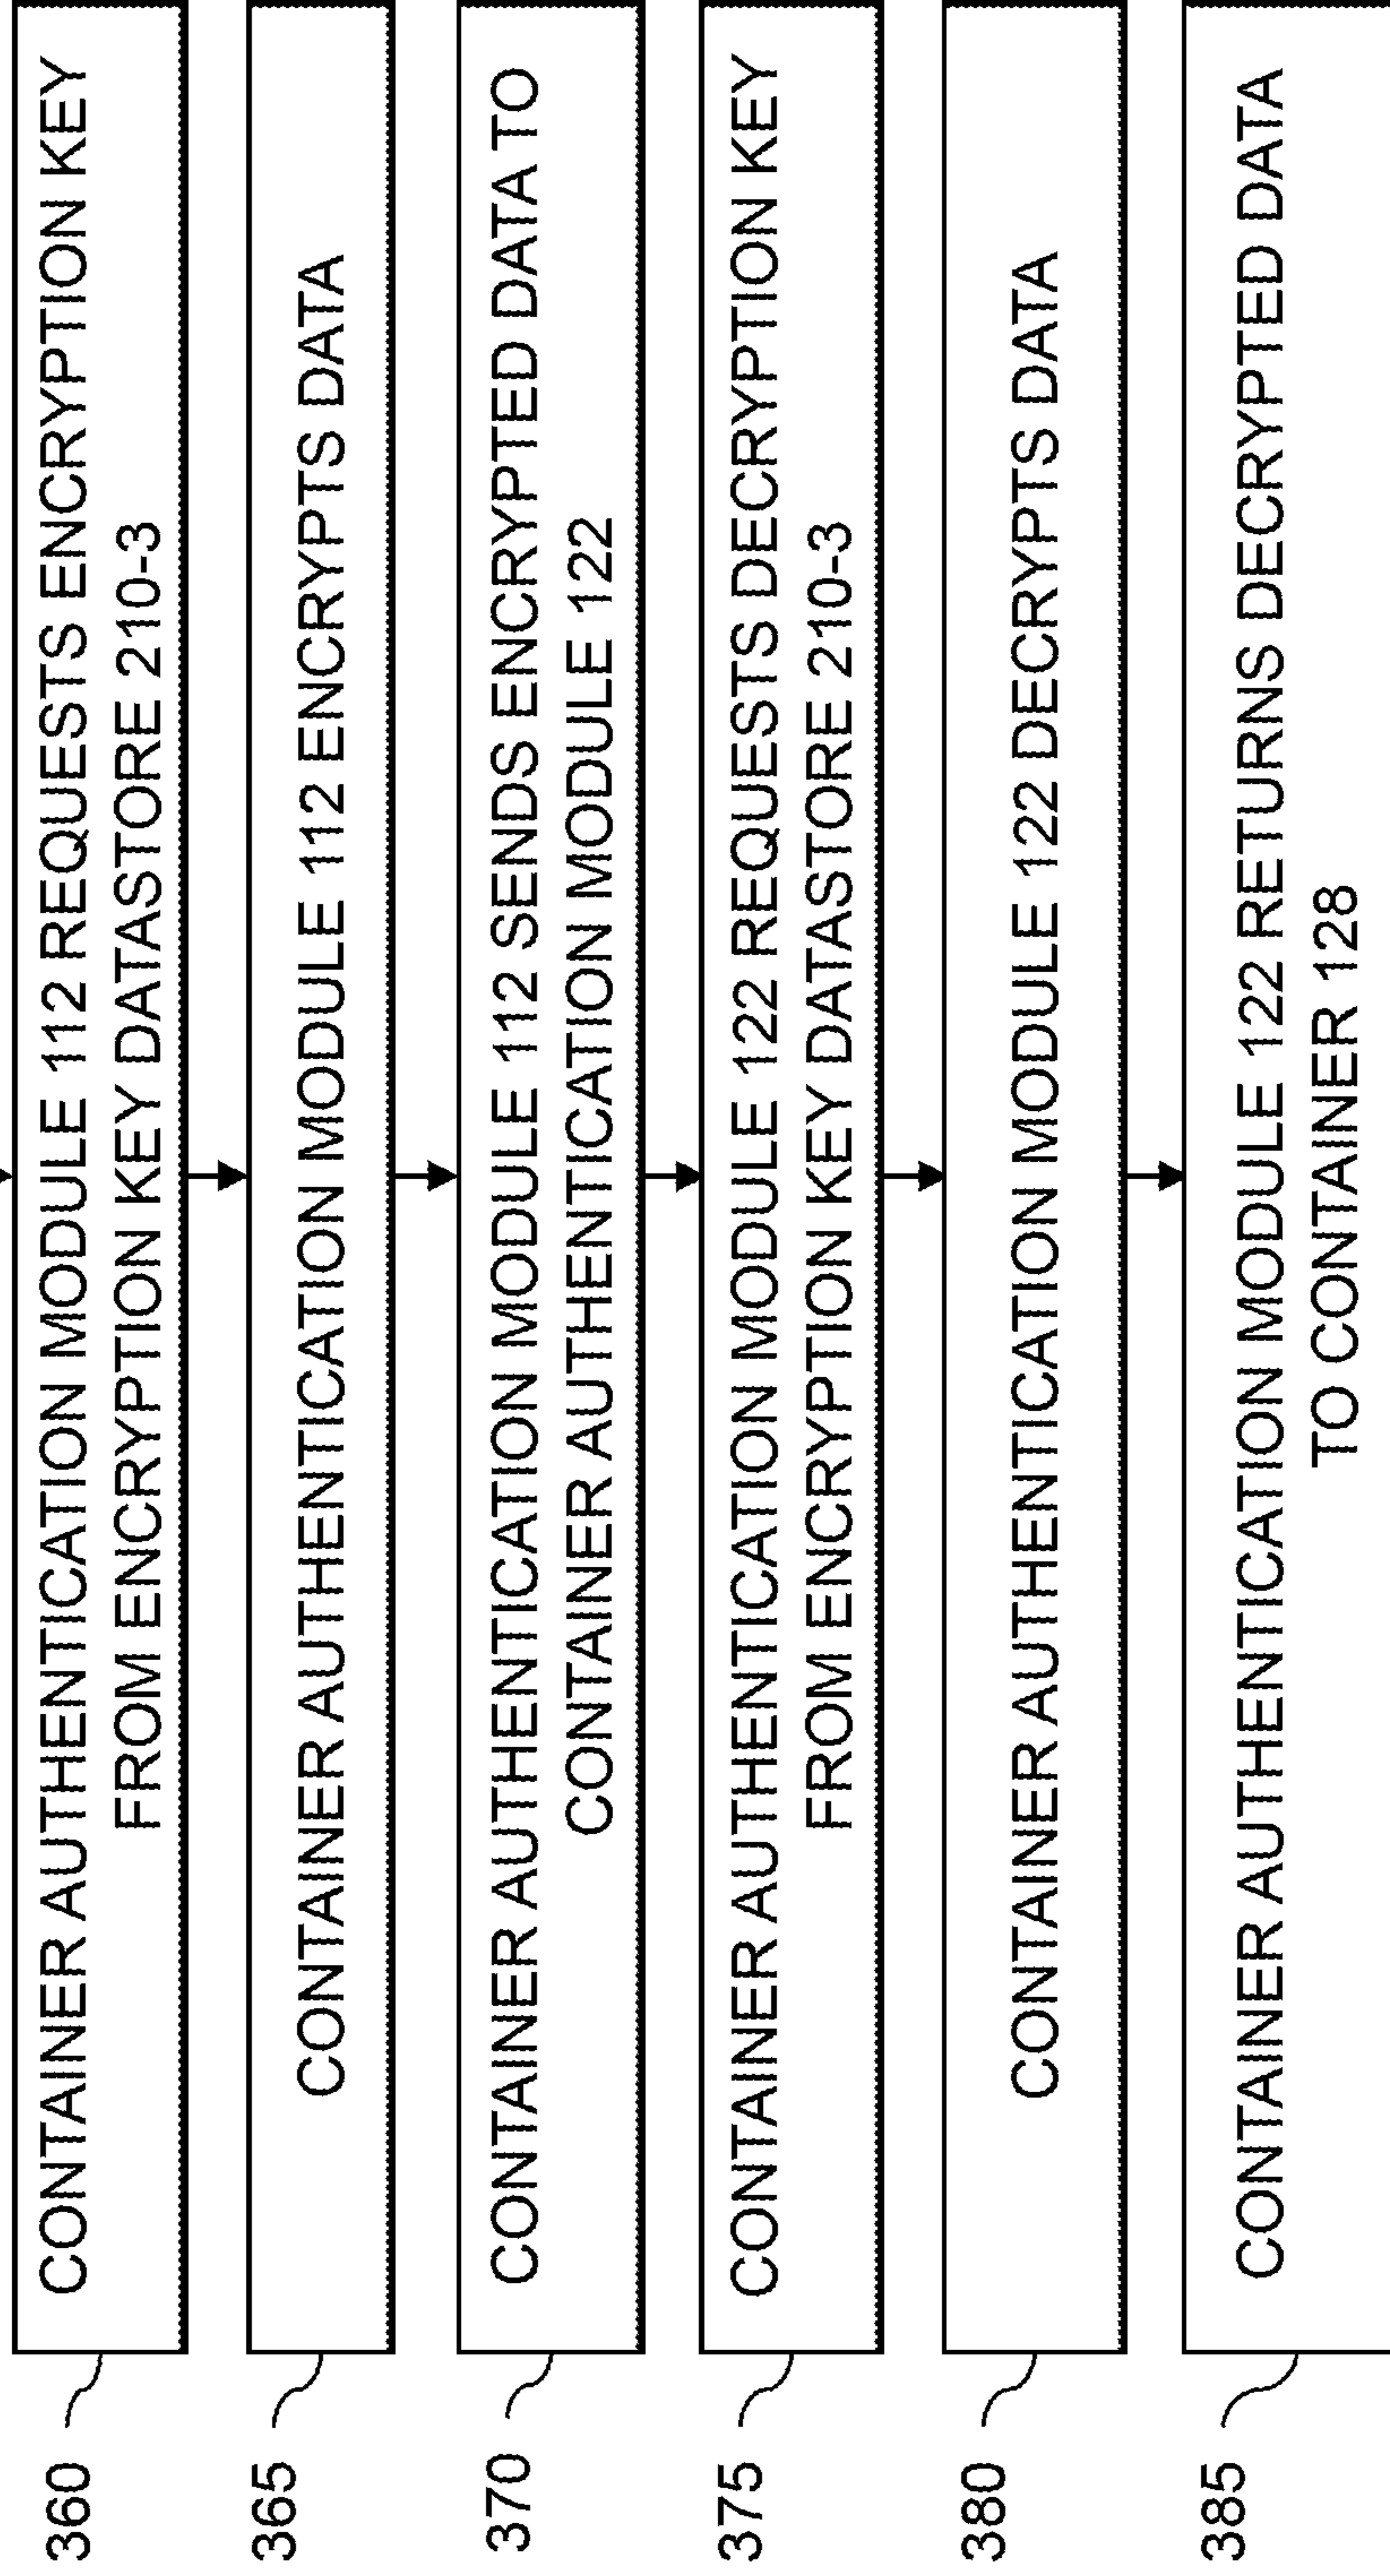 360
CONTAINER AUTHENTICATION MODULE 112 REQUESTS ENCRYPTION KEY
FROM ENCRYPTION KEY DATASTORE 210-3
365
CONTAINER AUTHENTICATION MODULE 112 ENCRYPTS DATA
370
CONTAINER AUTHENTICATION MODULE 112 SENDS ENCRYPTED DATA TO
CONTAINER AUTHENTICATION MODULE 122
375
CONTAINER AUTHENTICATION MODULE 122 REQUESTS DECRYPTION KEY
FROM ENCRYPTION KEY DATASTORE 210-3
380
CONTAINER AUTHENTICATION MODULE 122 DECRYPTS DATA
385
CONTAINER AUTHENTICATION MODULE 122 RETURNS DECRYPTED DATA
TO CONTAINER 128